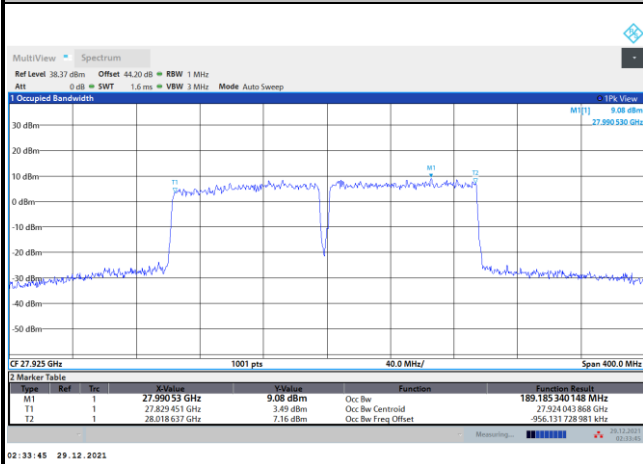 MultiView Spectrum
Ref Level 38.37 dBm Offset 44.20 dB RBW 1 MHz
Att 0 dB SWT 1.6 ms VBW 3 MHz Mode Auto Sweep
1 Occupied Bandwidth 1Pk View
M1[1] 9.08 dBm
27.990 530 GHz
30 dBm
20 dBm
M1
T1 T2
10 dBm
0 dBm
-10 dBm
-20 dBm
-30 dBm
-40 dBm
-50 dBm
CF 27.925 GHz 1001 pts 40.0 MHz/ Span 400.0 MHz
2 Marker Table
Type Ref Trc X-Value Y-Value Function Function Result
M1 1 27.990 53 GHz 9.08 dBm Occ Bw 189.185 340 148 MHz
T1 1 27.829 451 GHz 3.49 dBm Occ Bw Centroid 27.924 043 868 GHz
T2 1 28.018 637 GHz 7.16 dBm Occ Bw Freq Offset -956.131 728 981 kHz
Measuring... 29.12.2021
02:33:45
02:33:45 29.12.2021